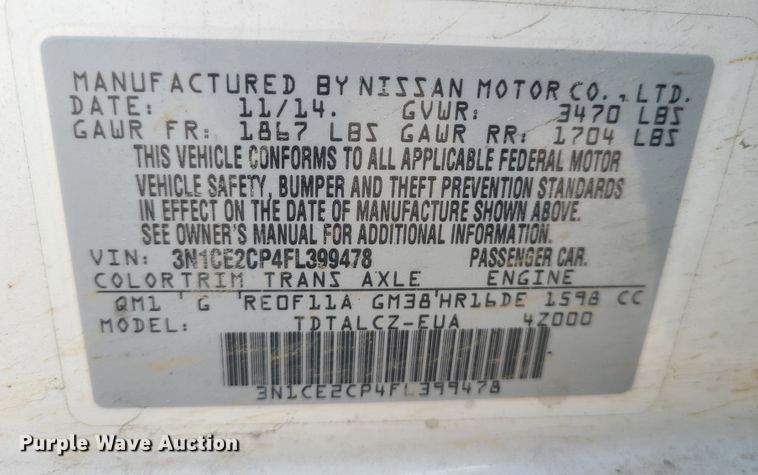 MANUFACTURED BY NISSAN MOTOR CO., LTD.
DATE: 11/14. GVWR: 3470 LBS
GAWR FR: 1867 LBS GAWR RR: 1704 LBS
THIS VEHICLE CONFORMS TO ALL APPLICABLE FEDERAL MOTOR
VEHICLE SAFETY, BUMPER AND THEFT PREVENTION STANDARDS
IN EFFECT ON THE DATE OF MANUFACTURE SHOWN ABOVE.
SEE OWNER'S MANUAL FOR ADDITIONAL INFORMATION.
VIN: 3N1CE2CP4FL399478 PASSENGER CAR.
COLORTRIM TRANS AXLE ENGINE
QM1 ' G 'RE0F11A GM38'HR16DE 1598 CC
MODEL: TDTALCZ-EUA 4Z000
3N1CE2CP4FL399478
Purple Wave Auction